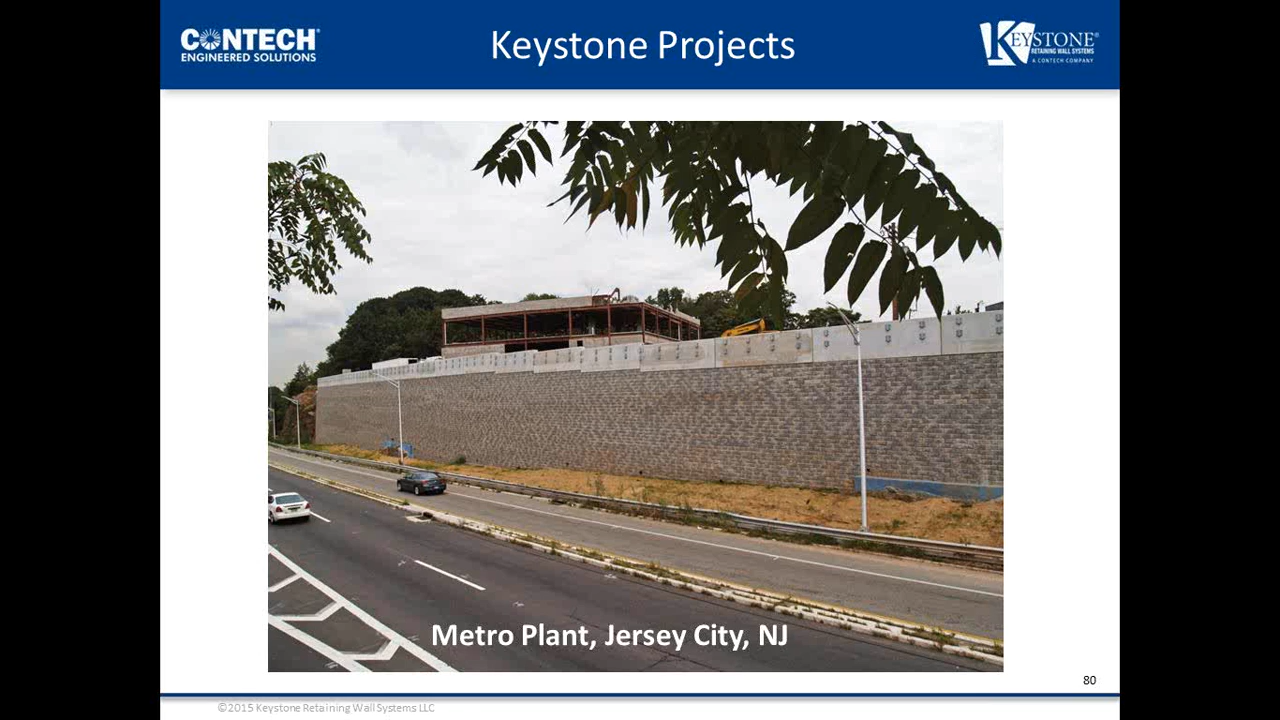 CONTECH®
ENGINEERED SOLUTIONS
Keystone Projects
KEYSTONE®
RETAINING WALL SYSTEMS
A CONTECH COMPANY
Metro Plant, Jersey City, NJ
80
©2015 Keystone Retaining Wall Systems LLC